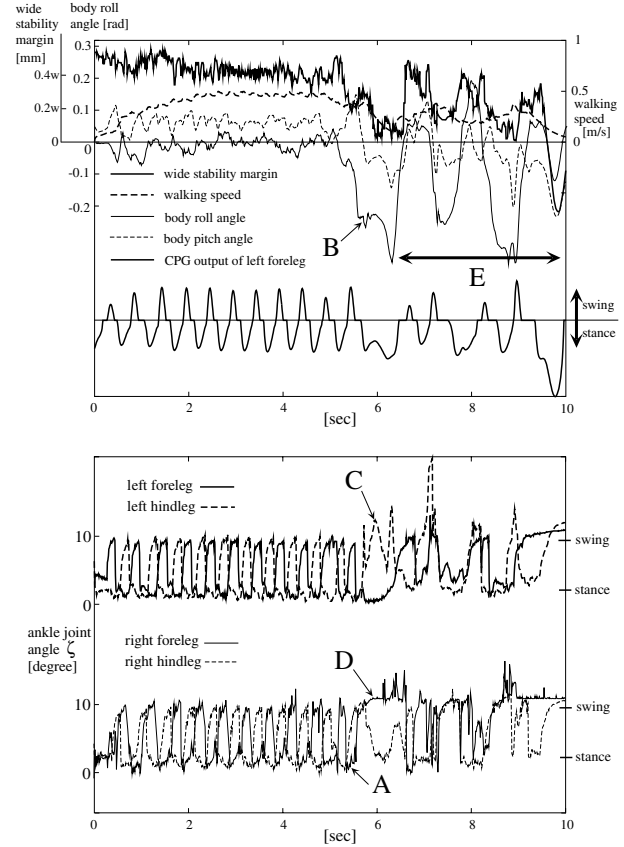 wide stability margin [mm]
body roll angle [rad]
0.3
0.2
0.1
0
-0.1
-0.2
0.4w
0.2w
0
1
0.5
0
walking speed [m/s]
wide stability margin
walking speed
body roll angle
body pitch angle
CPG output of left foreleg
B
E
swing
stance
0 2 4 6 8 10
[sec]
left foreleg
left hindleg
C
10
0
swing
stance
ankle joint angle ζ [degree]
right foreleg
right hindleg
D
10
0
swing
stance
A
0 2 4 6 8 10
[sec]